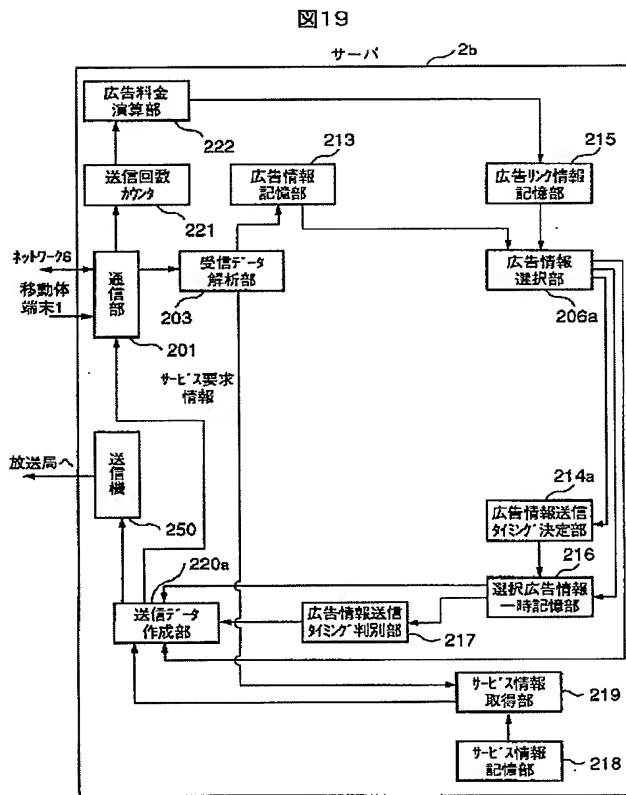 図19
サーバ
2b
広告料金
演算部
222
送信回数
カウンタ
221
213
広告情報
記憶部
215
広告リンク情報
記憶部
ネットワーク6
移動体
端末1
通信部
201
受信データ
解析部
203
広告情報
選択部
206a
サービス要求
情報
放送局へ
送信機
250
214a
広告情報送信
タイミング決定部
216
選択広告情報
一時記憶部
220a
送信データ
作成部
広告情報送信
タイミング判別部
217
サービス情報
取得部
219
サービス情報
記憶部
218